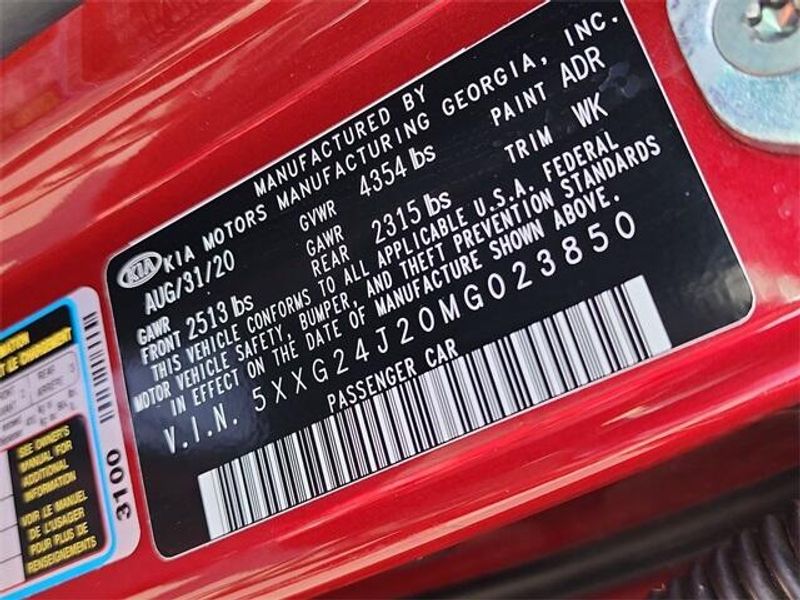 MANUFACTURED BY
KIA KIA MOTORS MANUFACTURING GEORGIA, INC.
AUG/31/20 GVWR 4354 lbs PAINT ADR
GAWR FRONT 2513 lbs GAWR REAR 2315 lbs TRIM WK
THIS VEHICLE CONFORMS TO ALL APPLICABLE U.S.A. FEDERAL
MOTOR VEHICLE SAFETY, BUMPER, AND THEFT PREVENTION STANDARDS
IN EFFECT ON THE DATE OF MANUFACTURE SHOWN ABOVE.
V.I.N. 5XXG24J20MG023850
PASSENGER CAR
3100
SEE OWNER'S
MANUAL FOR
ADDITIONAL
INFORMATION
VOIR LE MANUEL
DE L'USAGER
POUR PLUS DE
RENSEIGNEMENTS